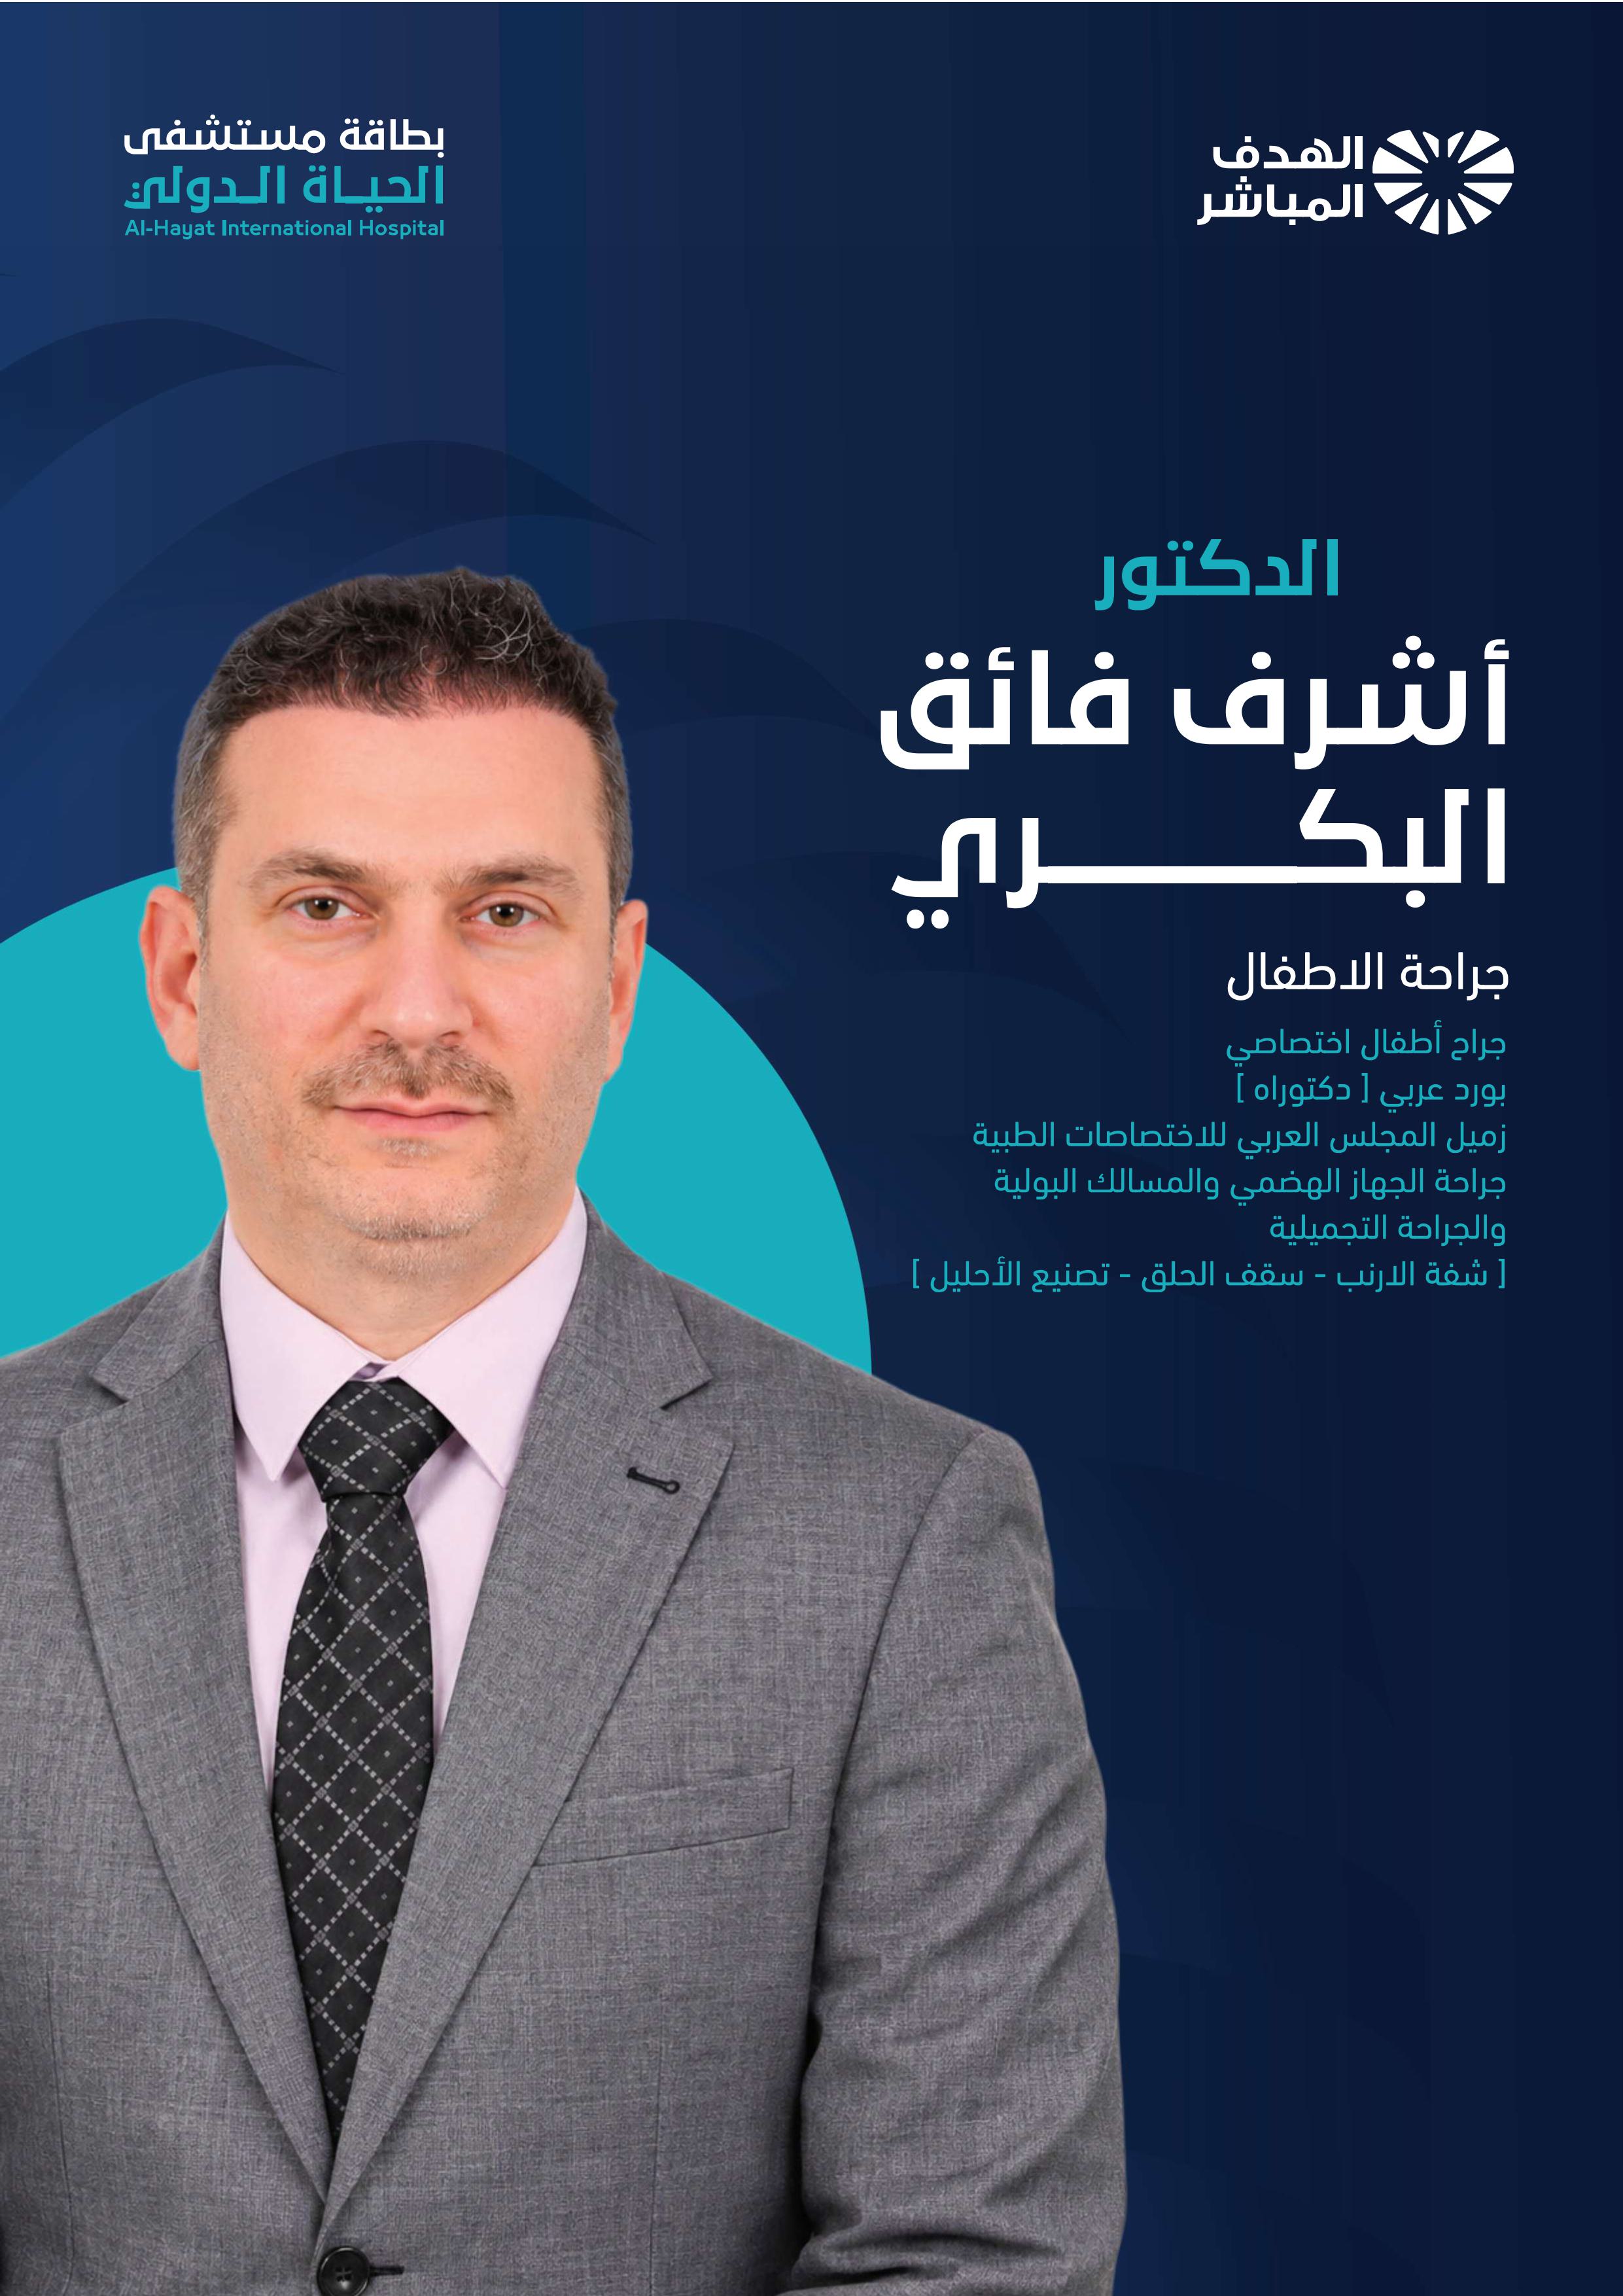 الهدف
المباشر
بطاقة مستشفى
الحياة الدولي
Al-Hayat International Hospital
الدكتور
أشرف فائق
البكري
جراحة الاطفال
جراح أطفال اختصاصي
بورد عربي [ دكتوراه ]
زميل المجلس العربي للاختصاصات الطبية
جراحة الجهاز الهضمي والمسالك البولية
والجراحة التجميلية
[ شفة الارنب - سقف الحلق - تصنيع الأحليل ]